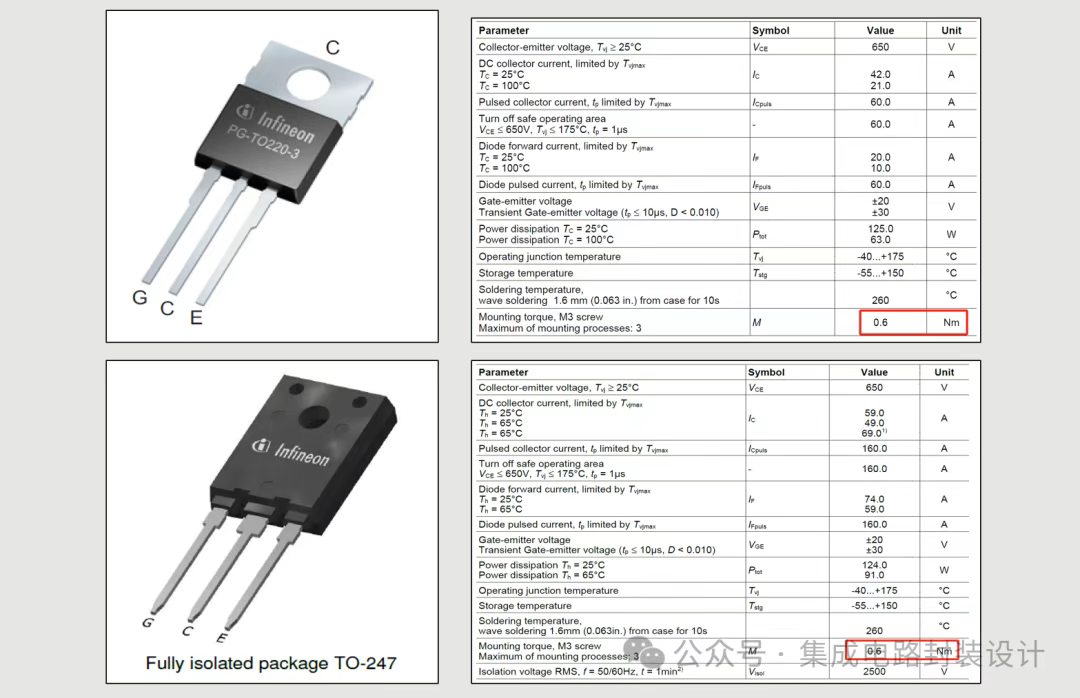 C
Infineon
PG-TO220-3
G
C
E
Parameter Symbol Value Unit
Collector-emitter voltage, Tvj ≥ 25°C VCE 650 V
DC collector current, limited by Tvjmax
TC = 25°C IC 42.0 A
TC = 100°C 21.0
Pulsed collector current, tp limited by Tvjmax ICpuls 60.0 A
Turn off safe operating area
VCE ≤ 650V, Tvj ≤ 175°C, tp = 1µs - 60.0 A
Diode forward current, limited by Tvjmax
TC = 25°C IF 20.0 A
TC = 100°C 10.0
Diode pulsed current, tp limited by Tvjmax IFpuls 60.0 A
Gate-emitter voltage VGE ±20 V
Transient Gate-emitter voltage (tp ≤ 10µs, D < 0.010) ±30
Power dissipation TC = 25°C Ptot 125.0 W
Power dissipation TC = 100°C 63.0
Operating junction temperature Tvj -40...+175 °C
Storage temperature Tstg -55...+150 °C
Soldering temperature, °C
wave soldering 1.6 mm (0.063 in.) from case for 10s 260
Mounting torque, M3 screw M 0.6 Nm
Maximum of mounting processes: 3
Infineon
G
C
E
Fully isolated package TO-247
Parameter Symbol Value Unit
Collector-emitter voltage, Tvj ≥ 25°C VCE 650 V
DC collector current, limited by Tvjmax
Th = 25°C IC 59.0 A
Th = 65°C 49.0
Th = 65°C 69.0¹⁾
Pulsed collector current, tp limited by Tvjmax ICpuls 160.0 A
Turn off safe operating area
VCE ≤ 650V, Tvj ≤ 175°C, tp = 1µs - 160.0 A
Diode forward current, limited by Tvjmax
Th = 25°C IF 74.0 A
Th = 65°C 59.0
Diode pulsed current, tp limited by Tvjmax IFpuls 160.0 A
Gate-emitter voltage VGE ±20 V
Transient Gate-emitter voltage (tp ≤ 10µs, D < 0.010) ±30
Power dissipation Th = 25°C Ptot 124.0 W
Power dissipation Th = 65°C 91.0
Operating junction temperature Tvj -40...+175 °C
Storage temperature Tstg -55...+150 °C
Soldering temperature, °C
wave soldering 1.6mm (0.063in.) from case for 10s 260
Mounting torque, M3 screw M 0.6 Nm
Maximum of mounting processes: 3
Isolation voltage RMS, f = 50/60Hz, t = 1min²⁾ Visol 2500 V
公众号 · 集成电路封装设计